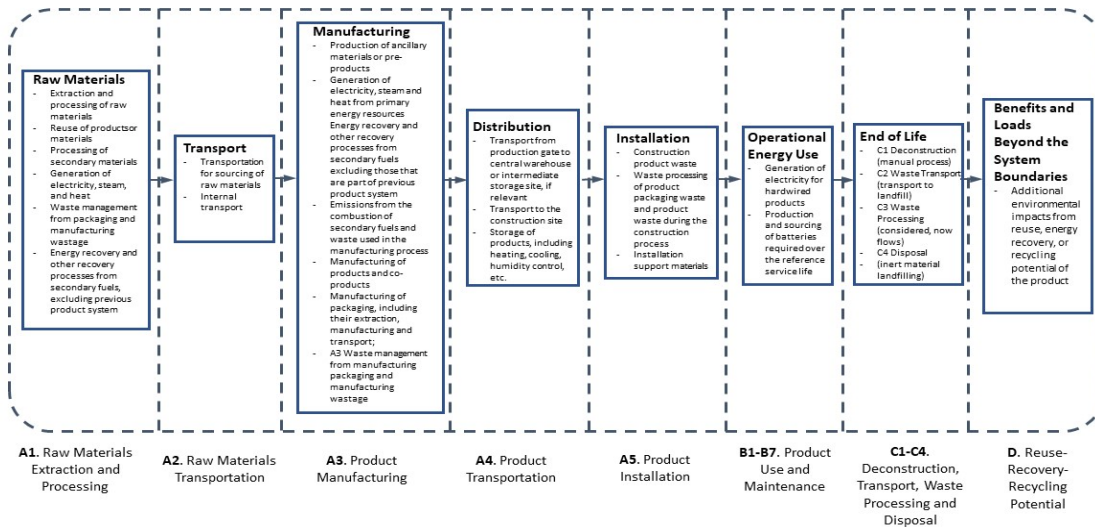 Raw Materials
- Extraction and
processing of raw
materials
- Reuse of productsor
materials
- Processing of
secondary materials
- Generation of
electricity, steam,
and heat
- Waste management
from packaging and
manufacturing
wastage
- Energy recovery and
other recovery
processes from
secondary fuels,
excluding previous
product system
Transport
- Transportation
for sourcing of
raw materials
- Internal
transport
Manufacturing
- Production of ancillary
materials or pre-
products
- Generation of
electricity, steam and
heat from primary
energy resources
Energy recovery and
other recovery
processes from
secondary fuels
excluding those that
are part of previous
product system
- Emissions from the
combustion of
secondary fuels and
waste used in the
manufacturing process
- Manufacturing of
products and co-
products
- Manufacturing of
packaging, including
their extraction,
manufacturing and
transport;
- A3 Waste management
from manufacturing
packaging and
manufacturing
wastage
Distribution
- Transport from
production gate to
central warehouse
or intermediate
storage site, if
relevant
- Transport to the
construction site
- Storage of
products, including
heating, cooling,
humidity control,
etc.
Installation
- Construction
product waste
- Waste processing of
product
packaging waste and
product waste during
the construction
process
- Installation
support materials
Operational
Energy Use
- Generation of
electricity for
hardwired
products
- Production
and sourcing of
batteries
required over
the reference
service life
End of Life
- C1 Deconstruction
(manual process)
- C2 Waste Transport
(transport to
landfill)
- C3 Waste
Processing
(considered, now
flows)
- C4 Disposal
- (inert material
landfilling)
Benefits and
Loads
Beyond the
System
Boundaries
- Additional
environmental
impacts from
reuse, energy
recovery, or
recycling
potential of
the product
A1. Raw Materials
Extraction and
Processing
A2. Raw Materials
Transportation
A3. Product
Manufacturing
A4. Product
Transportation
A5. Product
Installation
B1-B7. Product
Use and
Maintenance
C1-C4.
Deconstruction,
Transport, Waste
Processing and
Disposal
D. Reuse-
Recovery-
Recycling
Potential